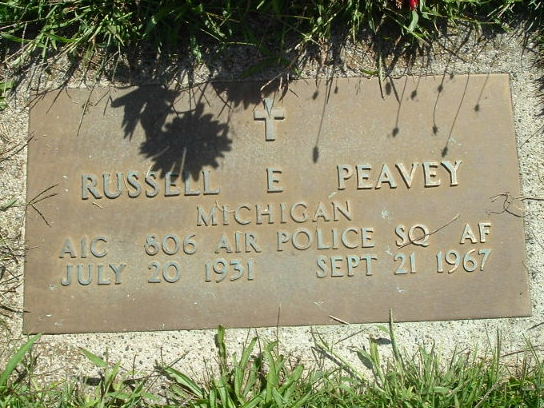 RUSSELL E PEAVEY
MICHIGAN
A1C 806 AIR POLICE SQ AF
JULY 20 1931 SEPT 21 1967